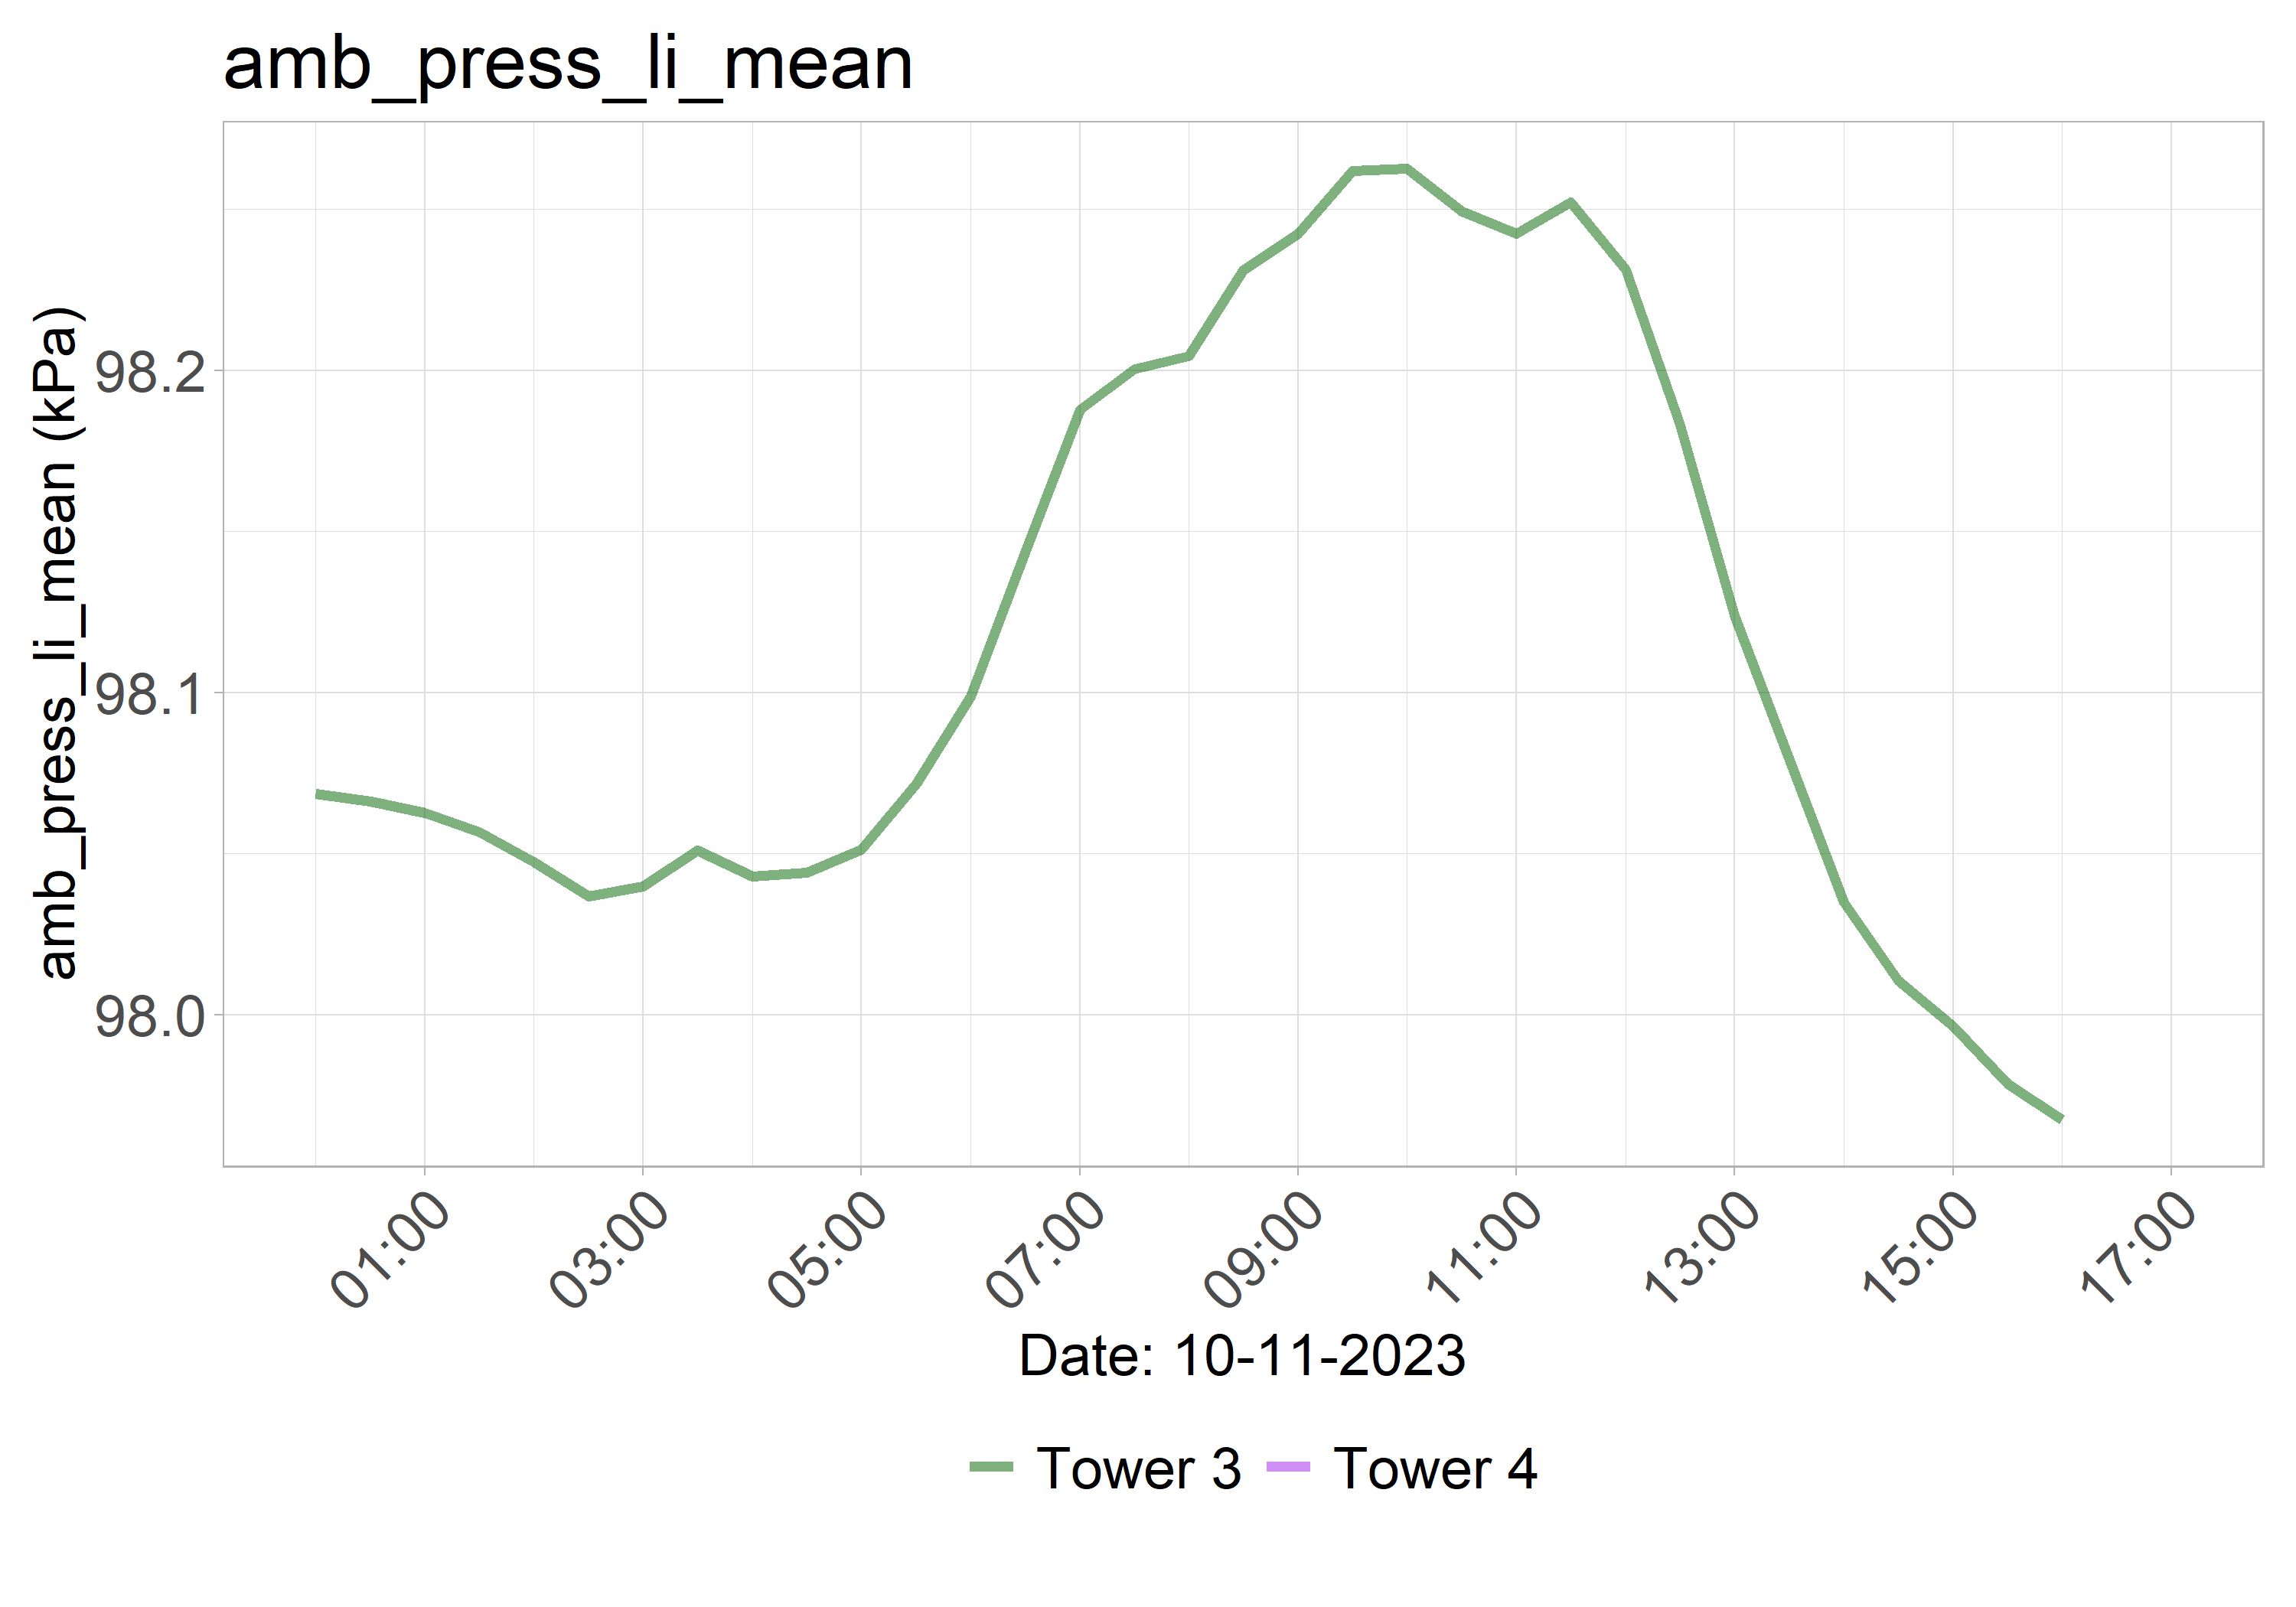 amb_press_li_mean
amb_press_li_mean (kPa)
98.2
98.1
98.0
01:00 03:00 05:00 07:00 09:00 11:00 13:00 15:00 17:00
Date: 10-11-2023
Tower 3 Tower 4